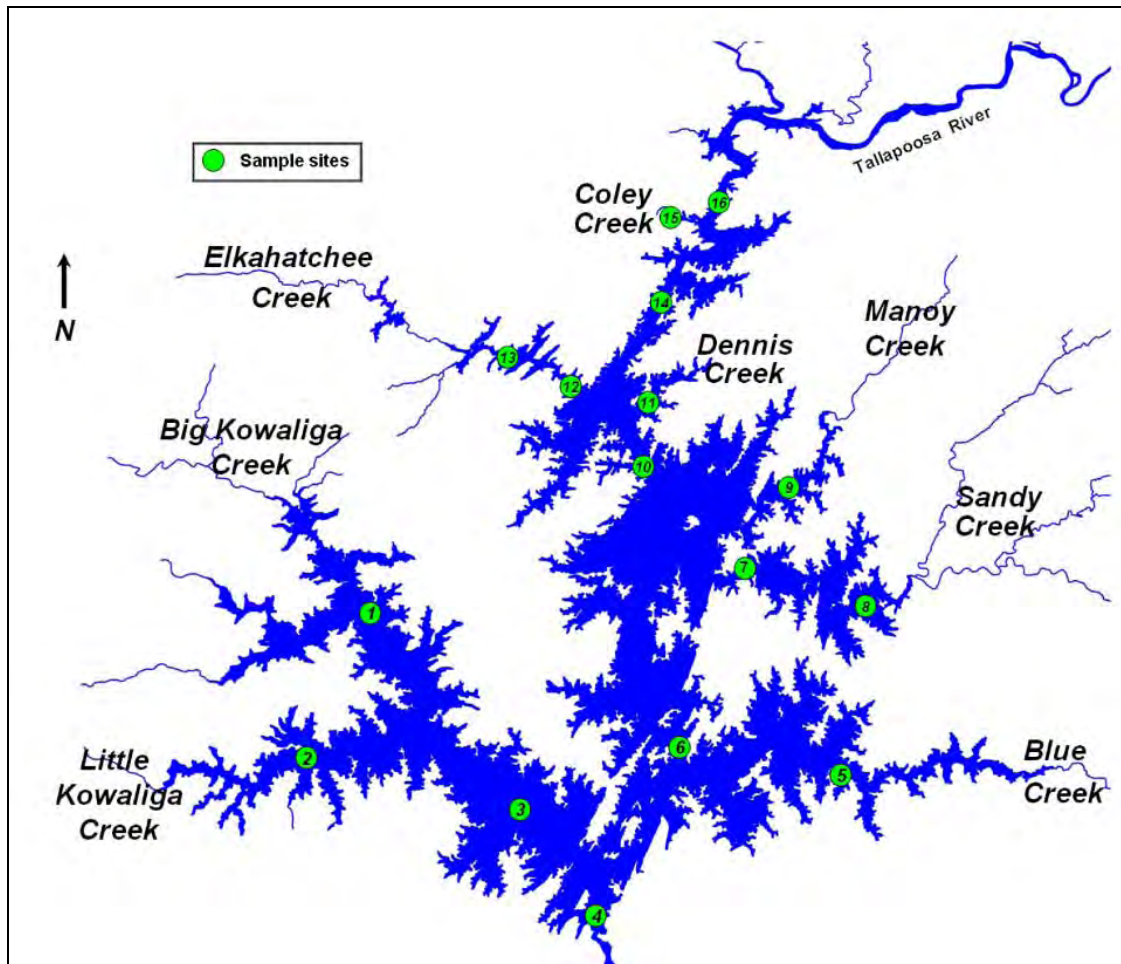 Tallapoosa River
Sample sites
Coley
Creek
16
15
Elkahatchee
Creek
N
14
Manoy
Creek
Dennis
Creek
13
12
11
Big Kowaliga
Creek
10
9
Sandy
Creek
7
8
1
6
Little
Kowaliga
Creek
2
5
Blue
Creek
3
4